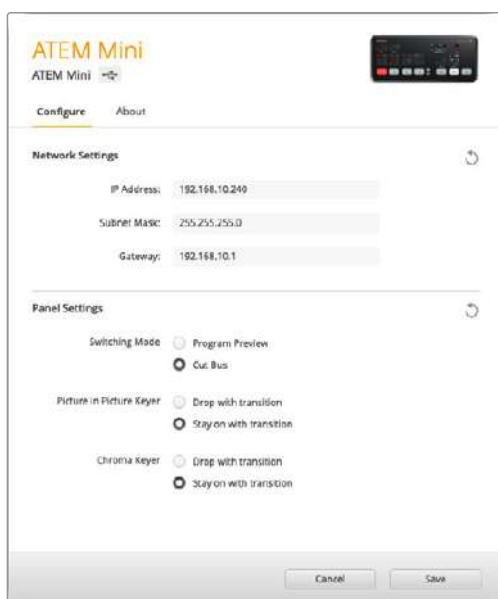 ATEM Mini
ATEM Mini
Configure About
Network Settings
IP Address: 192.168.10.240
Subnet Mask: 255.255.255.0
Gateway: 192.168.10.1
Panel Settings
Switching Mode Program Preview
Cut Bus
Picture in Picture Keyer Drop with transition
Stay on with transition
Chroma Keyer Drop with transition
Stay on with transition
Cancel Save